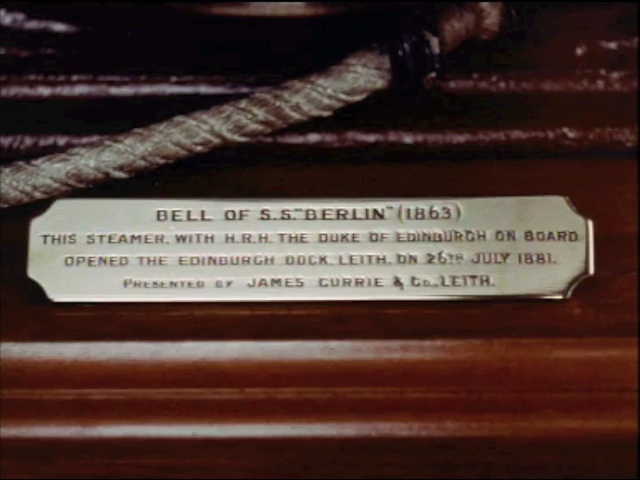 BELL OF S.S."BERLIN" (1863)
THIS STEAMER, WITH H.R.H. THE DUKE OF EDINBURGH ON BOARD
OPENED THE EDINBURGH DOCK, LEITH, ON 26TH JULY 1881.
PRESENTED BY JAMES CURRIE & CO., LEITH.